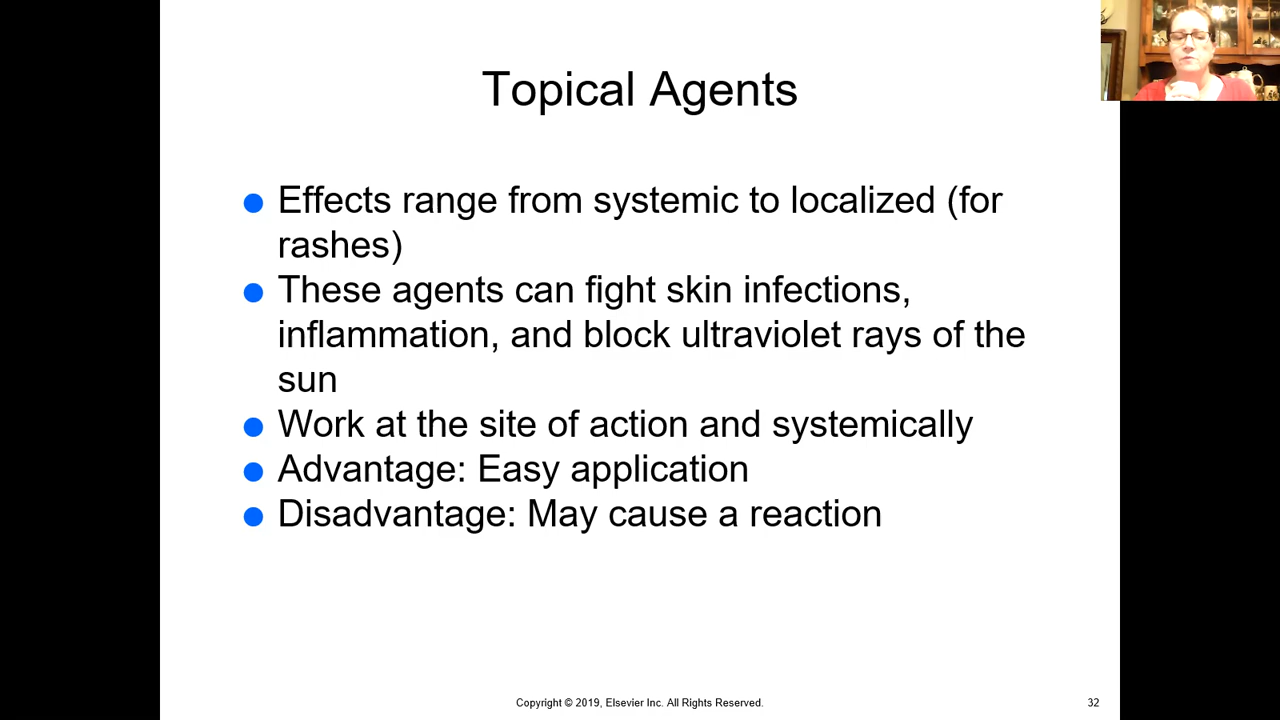 Topical Agents
Effects range from systemic to localized (for
rashes)
These agents can fight skin infections,
inflammation, and block ultraviolet rays of the
sun
Work at the site of action and systemically
Advantage: Easy application
Disadvantage: May cause a reaction
Copyright © 2019, Elsevier Inc. All Rights Reserved.
32